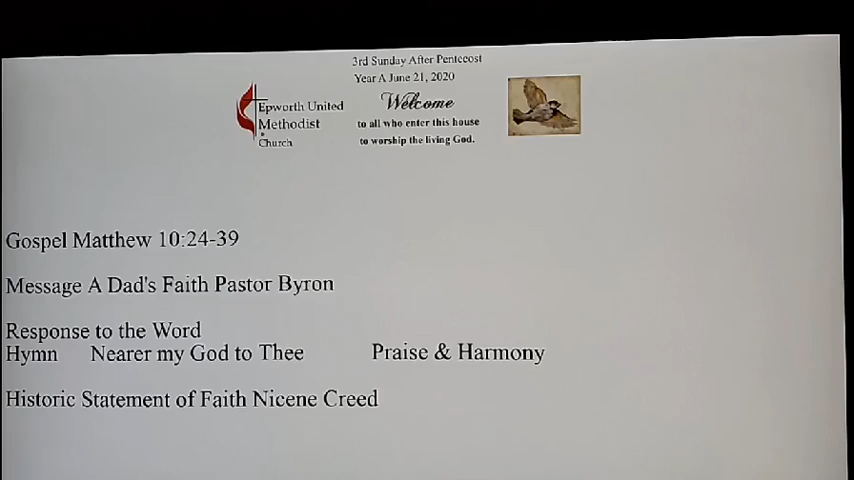 3rd Sunday After Pentecost
Year A June 21, 2020
Welcome
to all who enter this house
to worship the living God.
Epworth United
Methodist
Church
Gospel Matthew 10:24-39
Message A Dad's Faith Pastor Byron
Response to the Word
Hymn Nearer my God to Thee Praise & Harmony
Historic Statement of Faith Nicene Creed